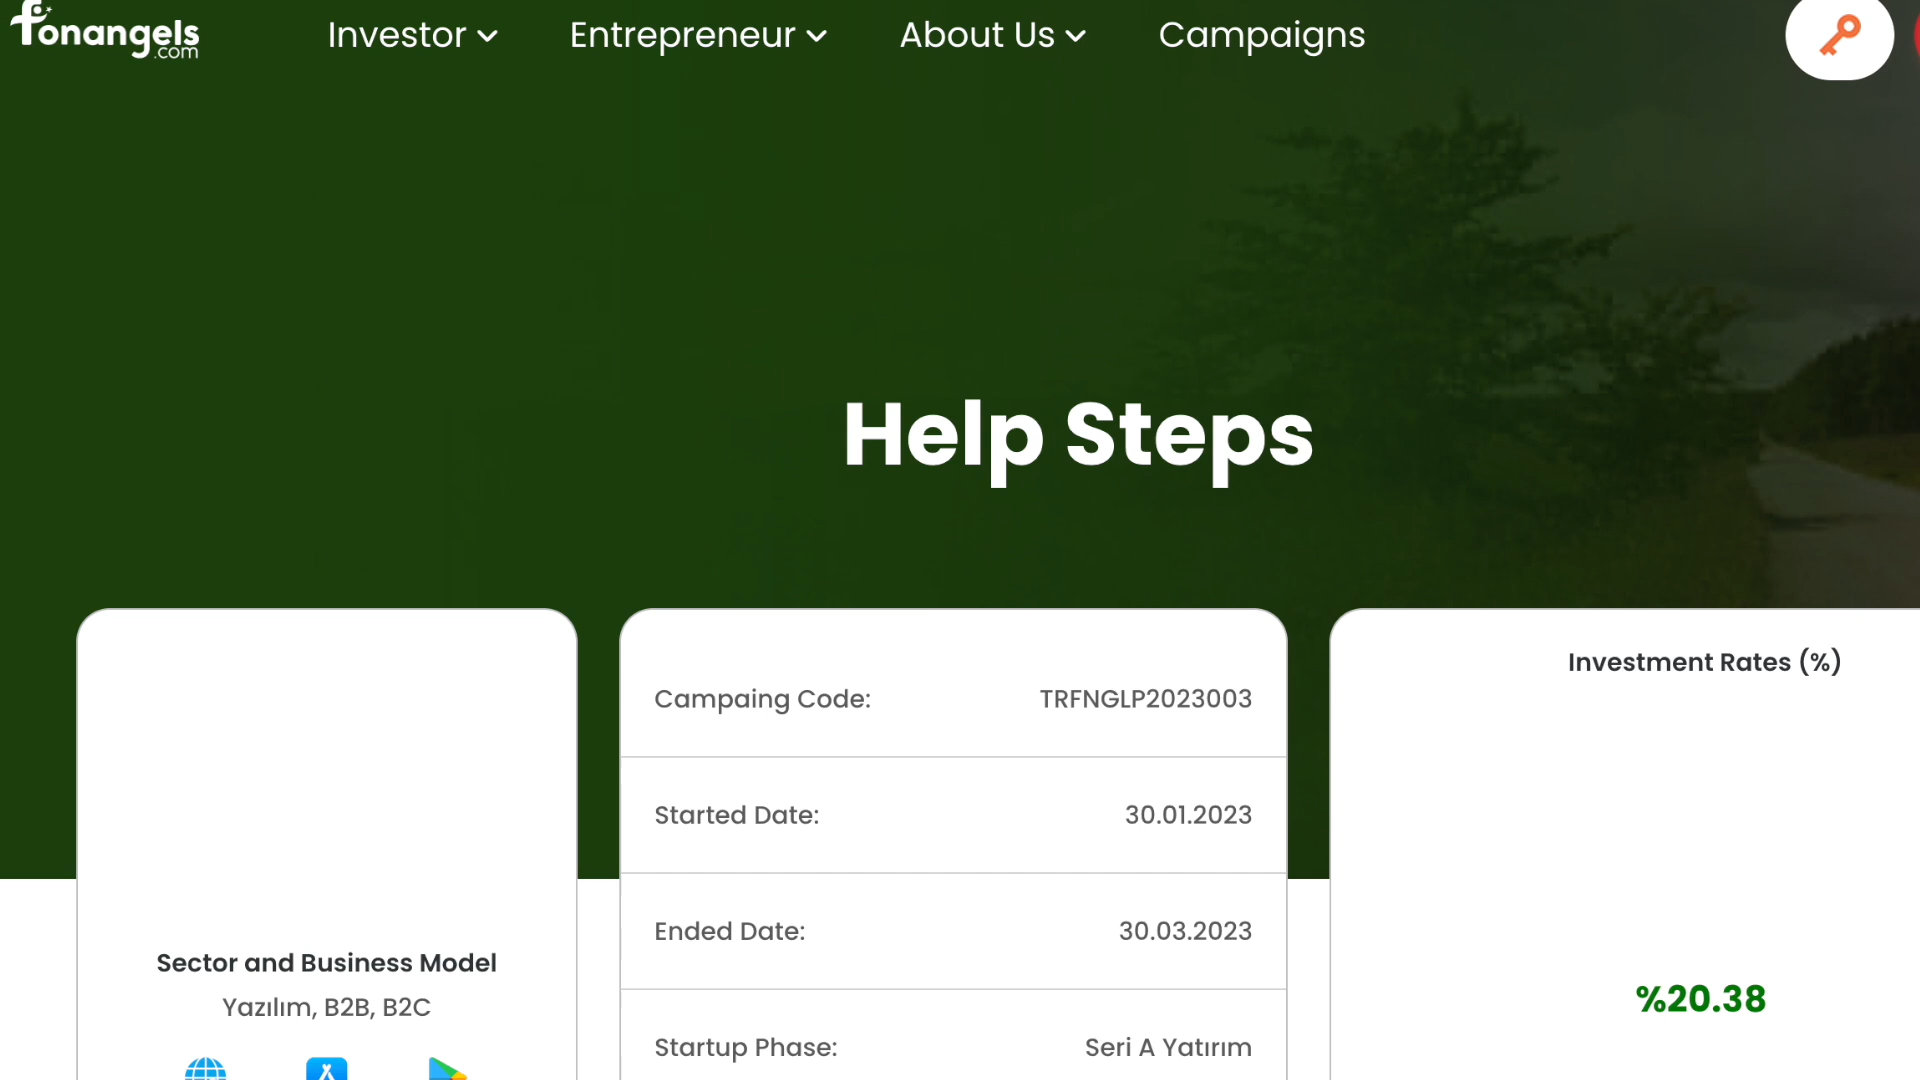 fonangels
.com
Investor
Entrepreneur
About Us
Campaigns
Help Steps
Sector and Business Model
Yazılım, B2B, B2C
Campaing Code: TRFNGLP2023003
Started Date: 30.01.2023
Ended Date: 30.03.2023
Startup Phase: Seri A Yatırım
Investment Rates (%)
%20.38